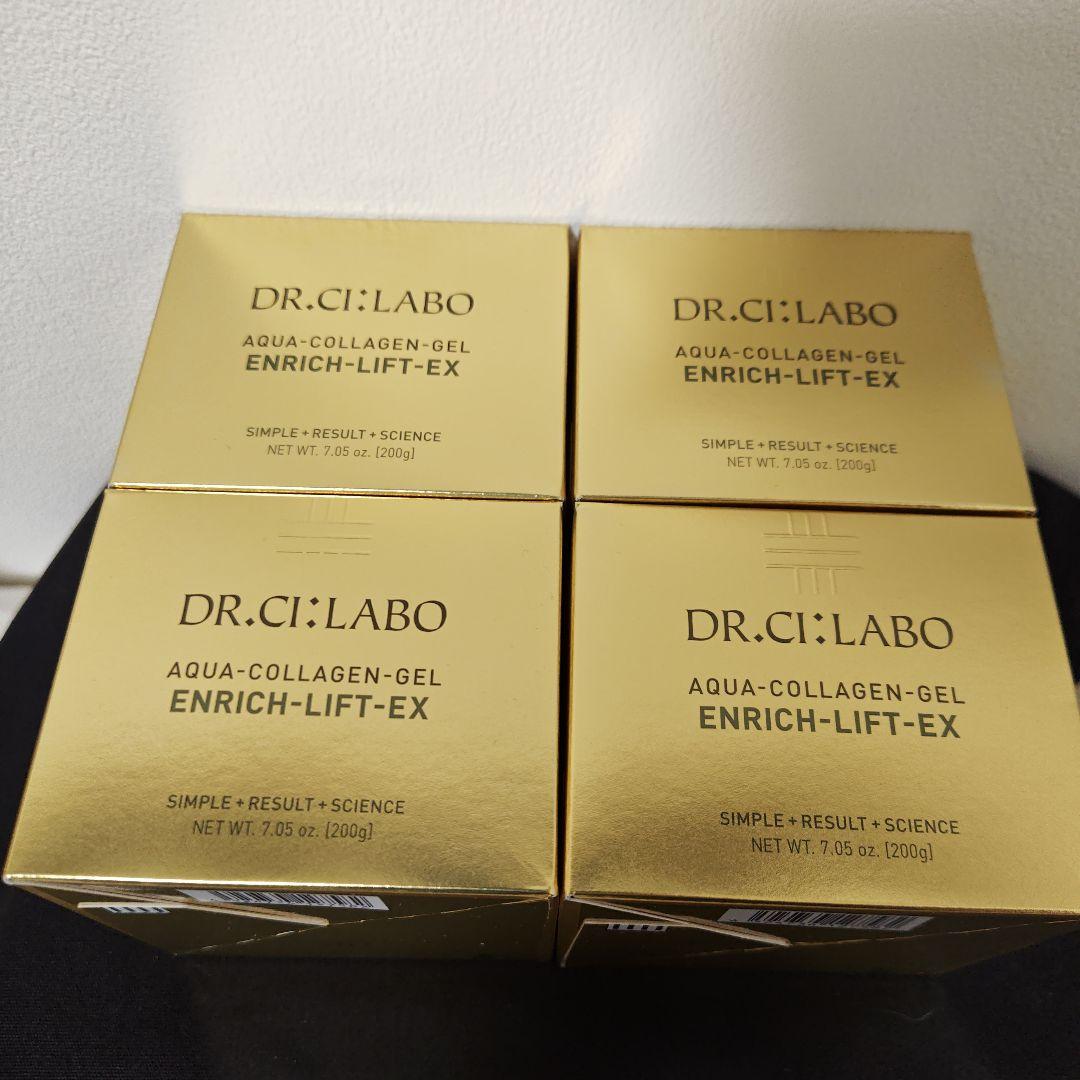 DR.CI:LABO
AQUA-COLLAGEN-GEL
ENRICH-LIFT-EX
SIMPLE+RESULT+SCIENCE
NET WT. 7.05 oz. [200g]
DR.CI:LABO
AQUA-COLLAGEN-GEL
ENRICH-LIFT-EX
SIMPLE+RESULT+SCIENCE
NET WT. 7.05 oz. [200g]
DR.CI:LABO
AQUA-COLLAGEN-GEL
ENRICH-LIFT-EX
SIMPLE+RESULT+SCIENCE
NET WT. 7.05 oz. [200g]
DR.CI:LABO
AQUA-COLLAGEN-GEL
ENRICH-LIFT-EX
SIMPLE+RESULT+SCIENCE
NET WT. 7.05 oz. [200g]